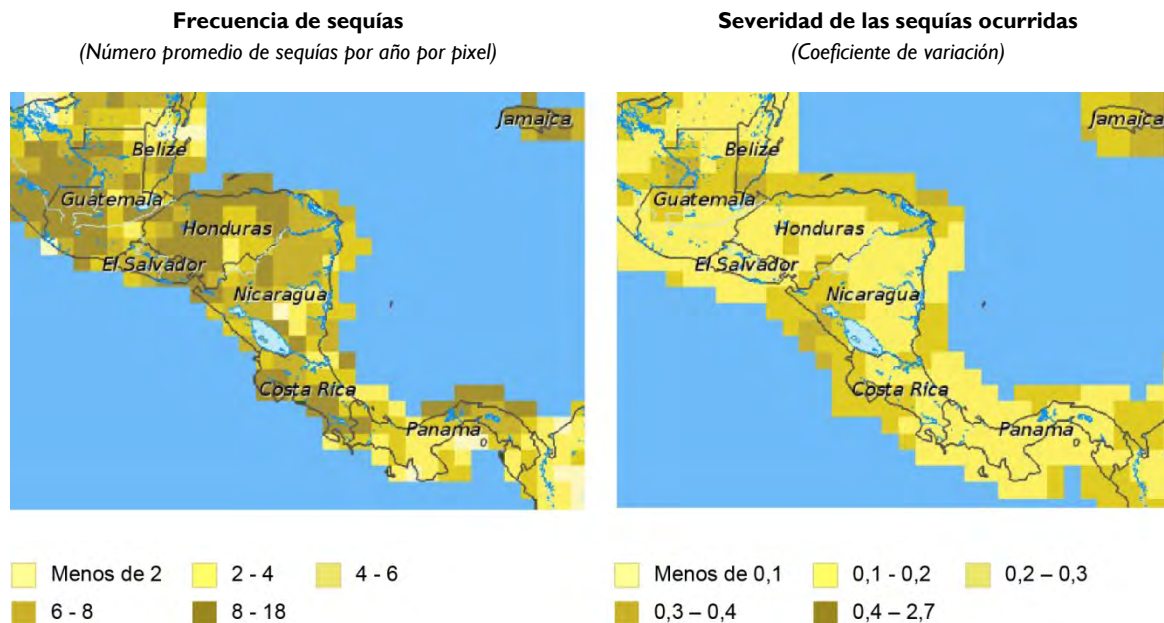 Frecuencia de sequías
(Número promedio de sequías por año por pixel)
Jamaica
Belize
Guatemala
Honduras
El Salvador
Nicaragua
Costa Rica
Panama
Menos de 2
2 - 4
4 - 6
6 - 8
8 - 18
Severidad de las sequías ocurridas
(Coeficiente de variación)
Jamaica
Belize
Guatemala
Honduras
El Salvador
Nicaragua
Costa Rica
Panama
Menos de 0,1
0,1 - 0,2
0,2 – 0,3
0,3 – 0,4
0,4 – 2,7